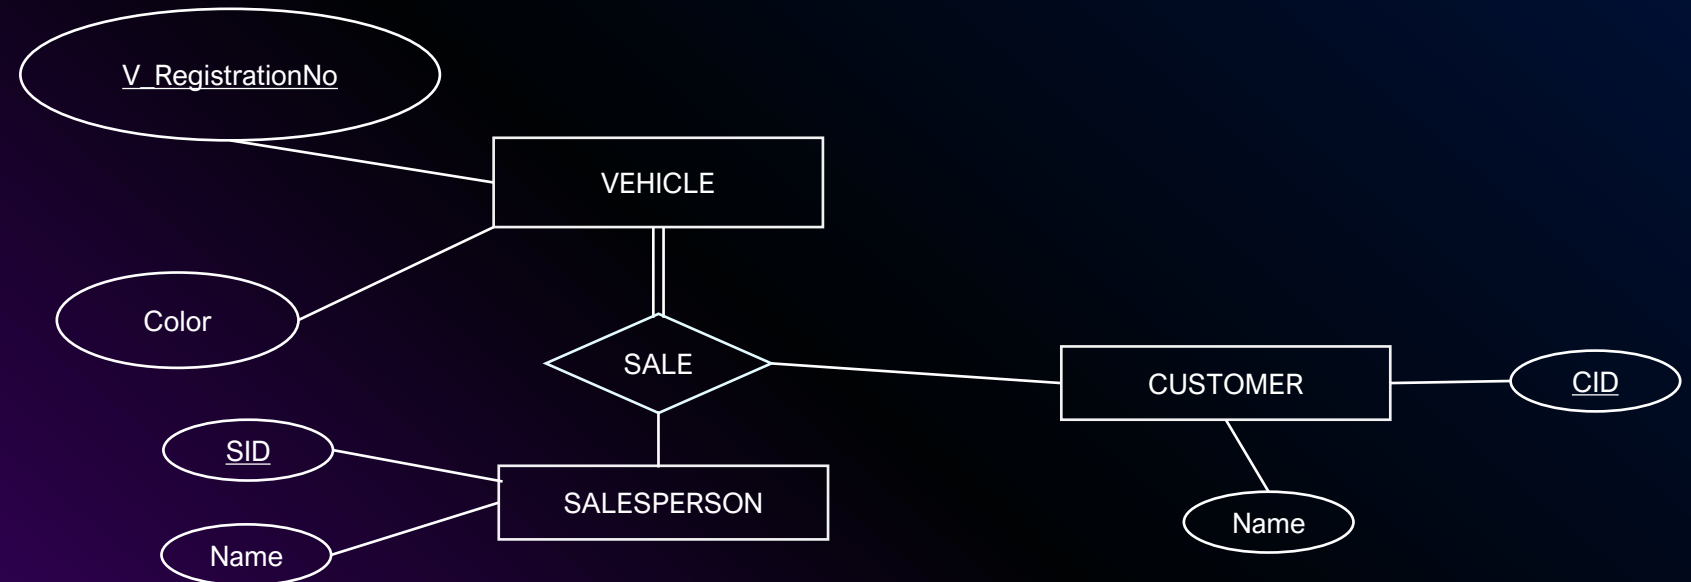 V_RegistrationNo
VEHICLE
Color
SALE
CUSTOMER
CID
SID
SALESPERSON
Name
Name